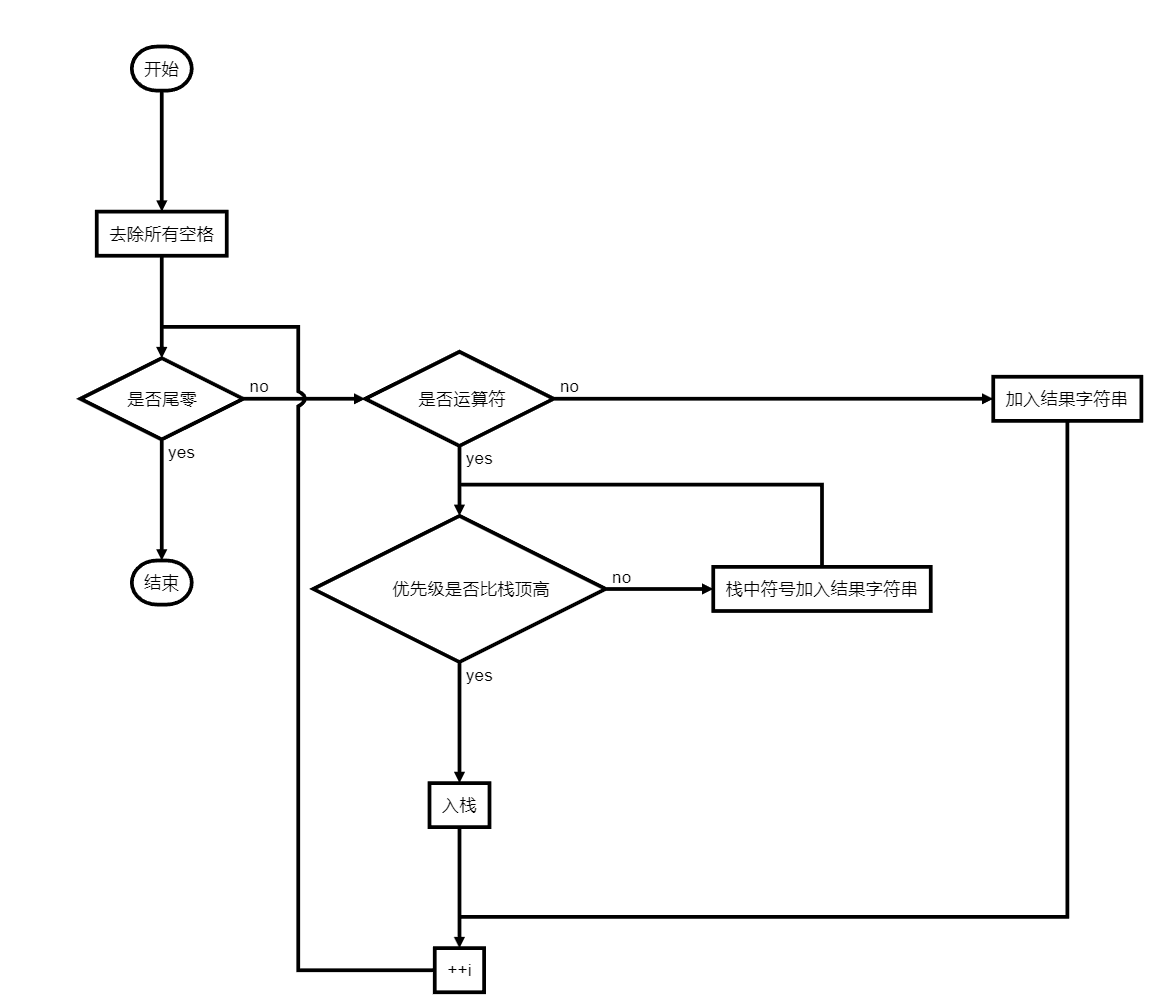 开始
去除所有空格
是否尾零
no
是否运算符
no
加入结果字符串
yes
yes
结束
优先级是否比栈顶高
no
栈中符号加入结果字符串
yes
入栈
++i